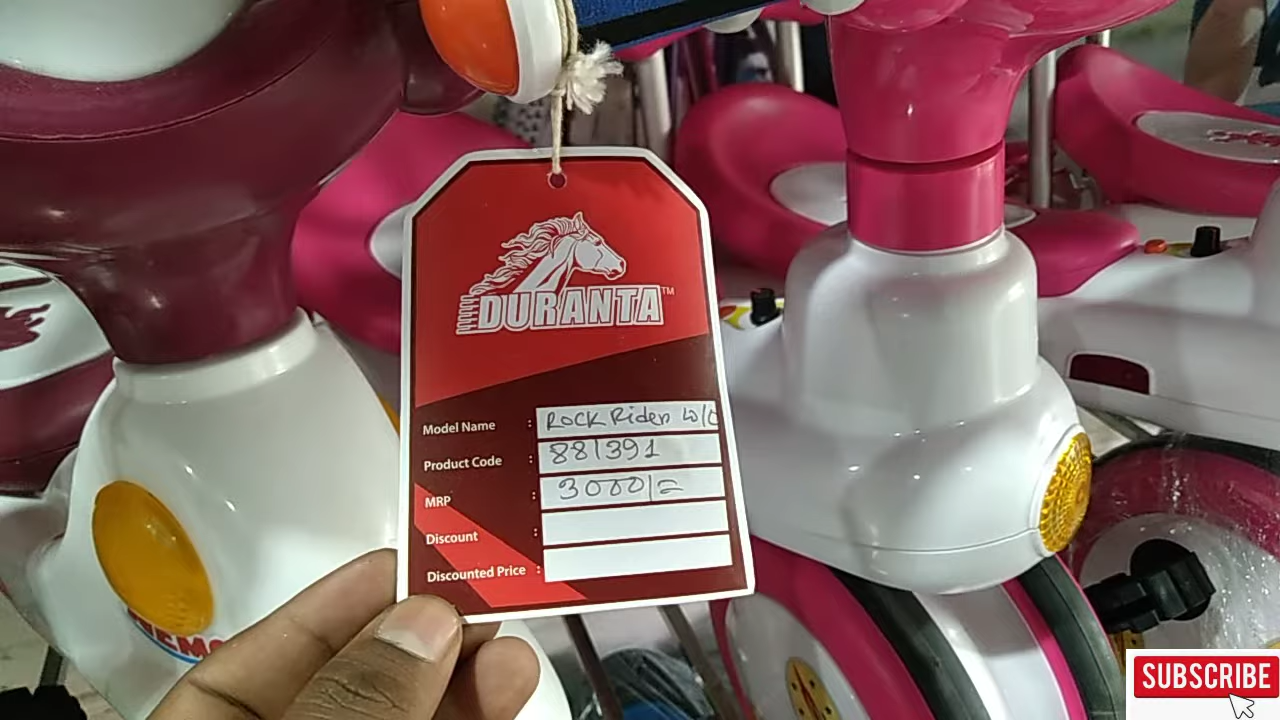 DURANTA™
Model Name : Rock Rider W/C
Product Code : 881391
MRP : 3000/=
Discount :
Discounted Price :
SUBSCRIBE